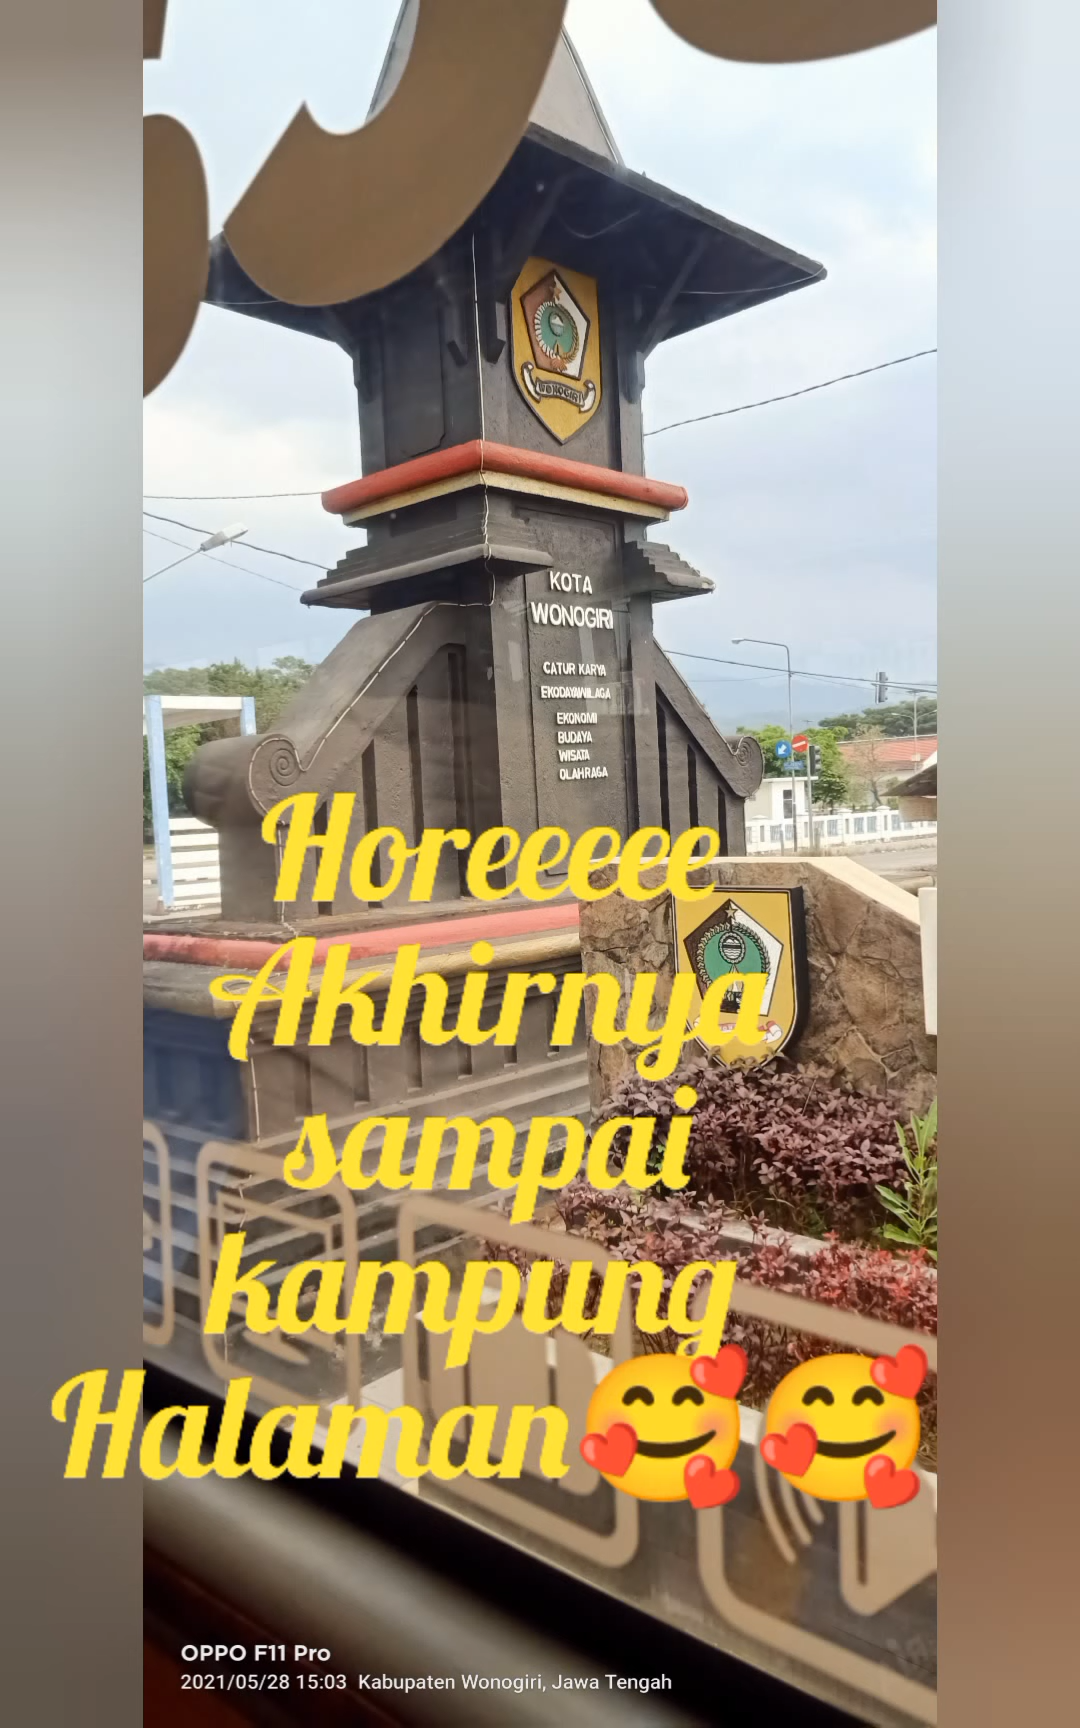 WONOGIRI
KOTA
WONOGIRI
CATUR KARYA
EKODAYAWILAGA
EKONOMI
BUDAYA
WISATA
OLAHRAGA
Horeeeee
Akhirnya
sampai
kampung
Halaman🥰🥰
OPPO F11 Pro
2021/05/28 15:03 Kabupaten Wonogiri, Jawa Tengah